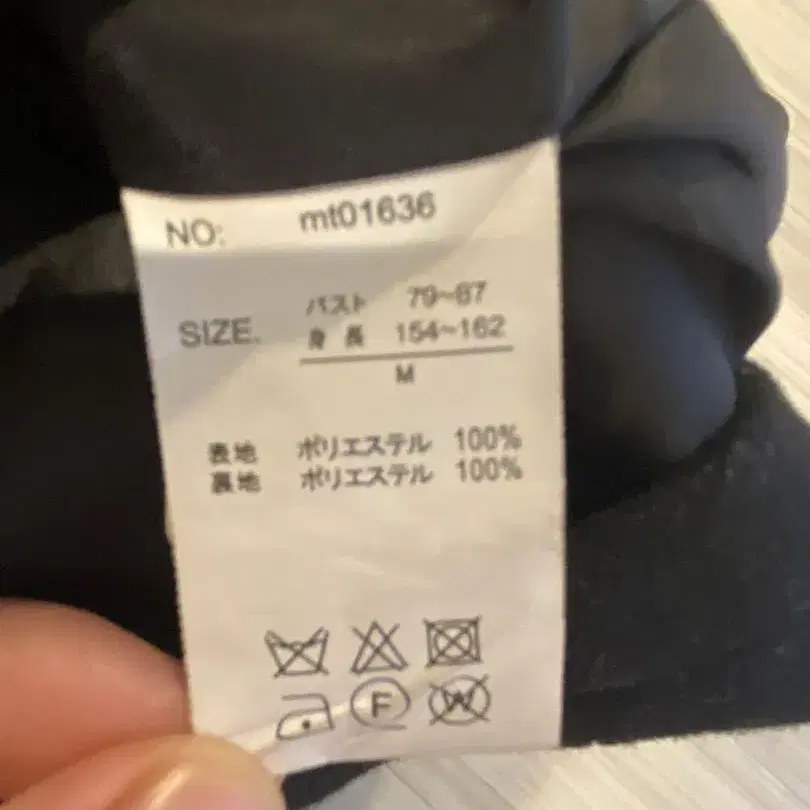 NO: mt01636
バスト 79~87
SIZE. 身長 154~162
M
表地 ポリエステル 100%
裏地 ポリエステル 100%
F W